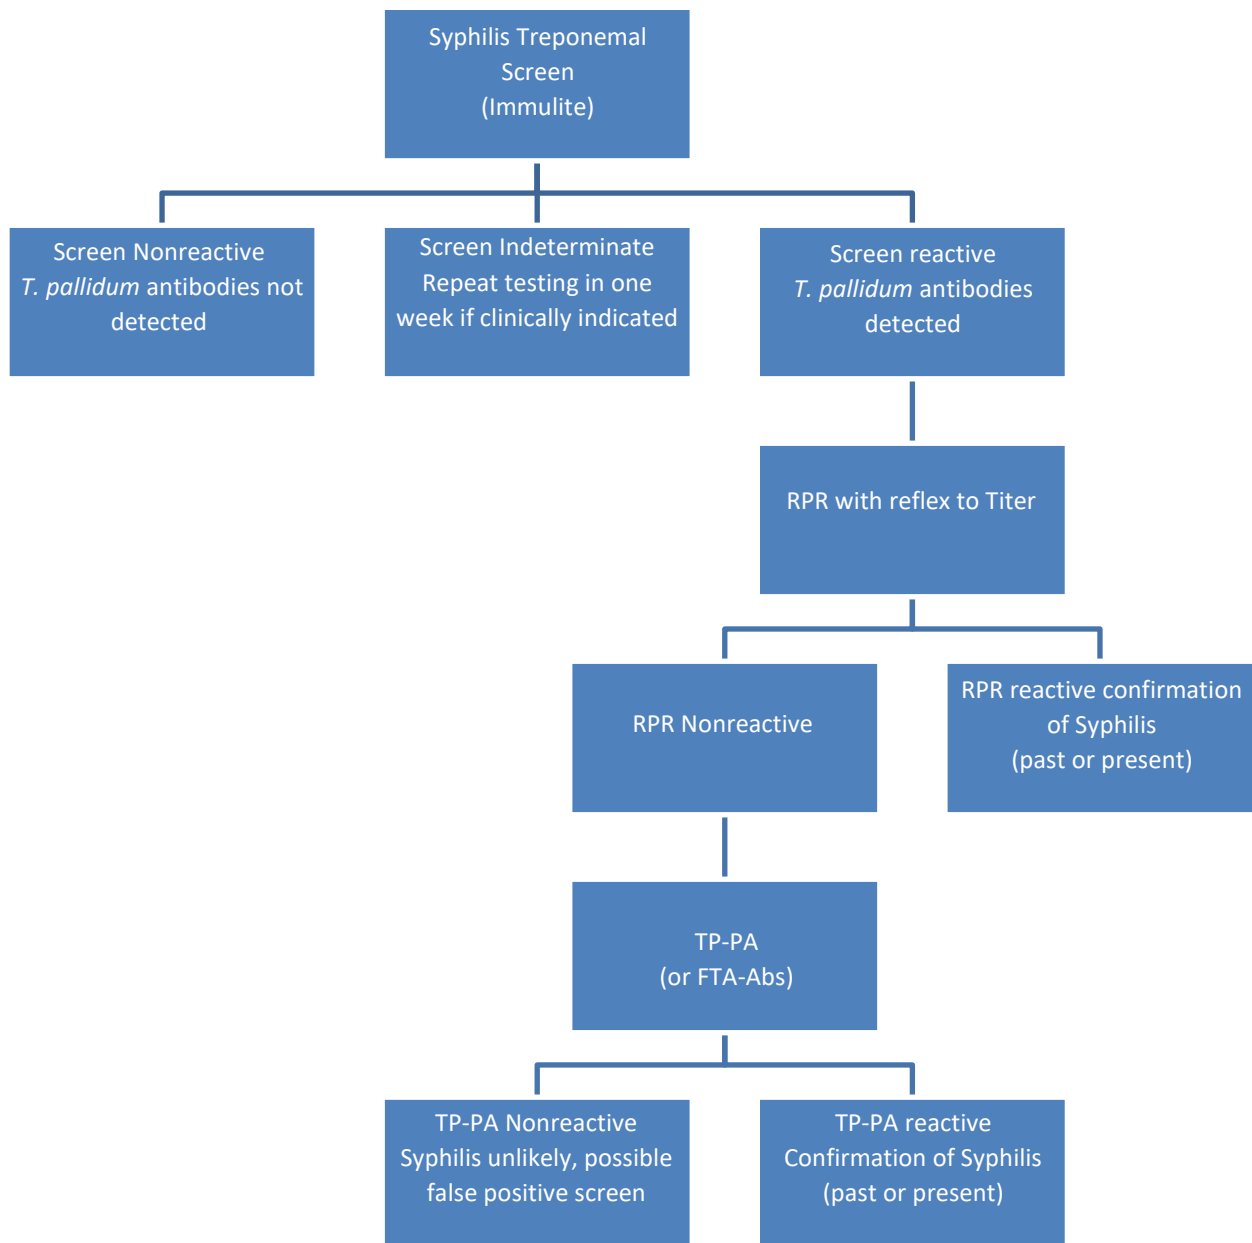 Syphilis Treponemal
Screen
(Immulite)
Screen Nonreactive
T. pallidum antibodies not
detected
Screen Indeterminate
Repeat testing in one
week if clinically indicated
Screen reactive
T. pallidum antibodies
detected
RPR with reflex to Titer
RPR Nonreactive
RPR reactive confirmation
of Syphilis
(past or present)
TP-PA
(or FTA-Abs)
TP-PA Nonreactive
Syphilis unlikely, possible
false positive screen
TP-PA reactive
Confirmation of Syphilis
(past or present)